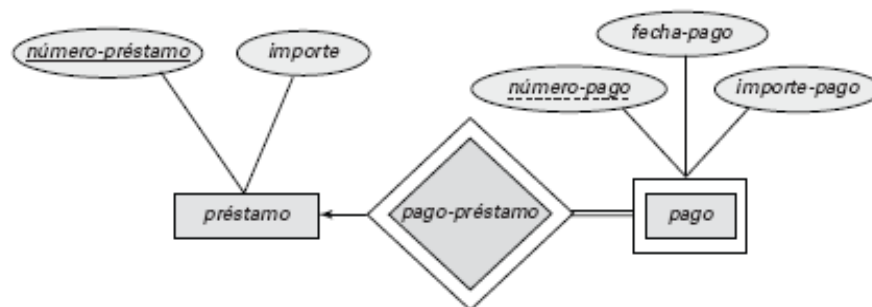 fecha-pago
número-préstamo
importe
número-pago
importe-pago
préstamo
pago-préstamo
pago